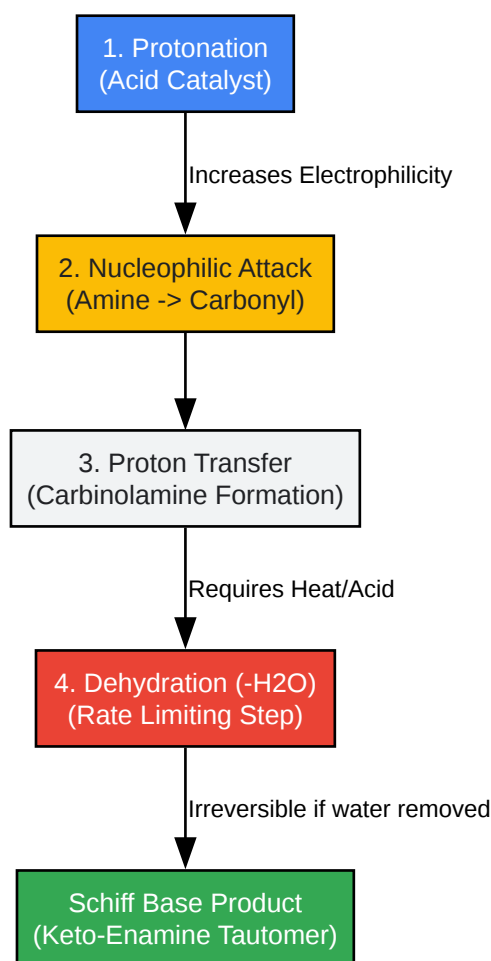 1. Protonation
(Acid Catalyst)
Increases Electrophilicity
2. Nucleophilic Attack
(Amine -> Carbonyl)
3. Proton Transfer
(Carbinolamine Formation)
Requires Heat/Acid
4. Dehydration (-H2O)
(Rate Limiting Step)
Irreversible if water removed
Schiff Base Product
(Keto-Enamine Tautomer)